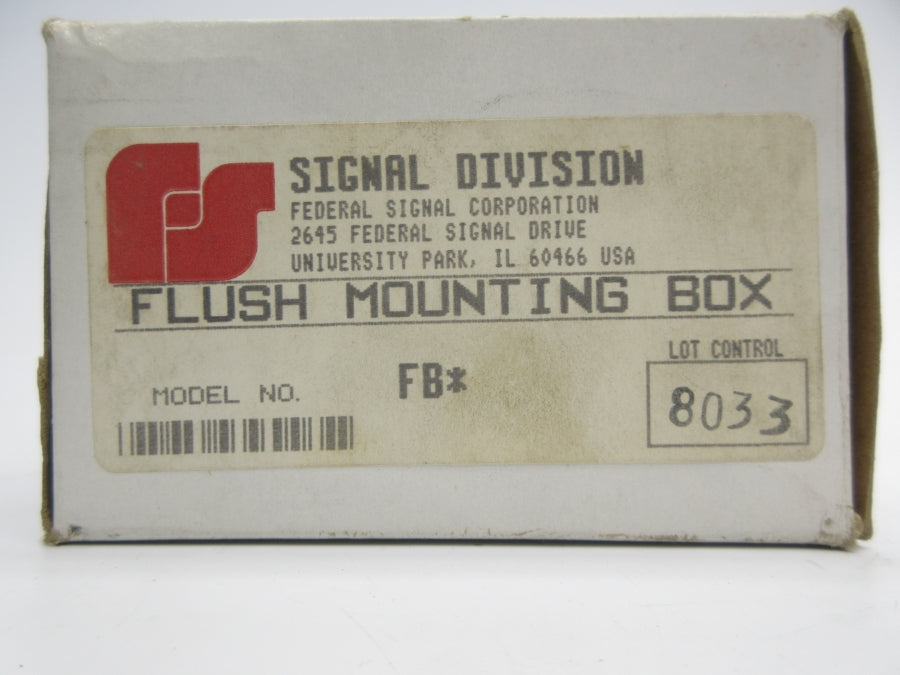 SIGNAL DIVISION
FEDERAL SIGNAL CORPORATION
2645 FEDERAL SIGNAL DRIVE
UNIVERSITY PARK, IL 60466 USA
FLUSH MOUNTING BOX
LOT CONTROL
MODEL NO. FB*
8033